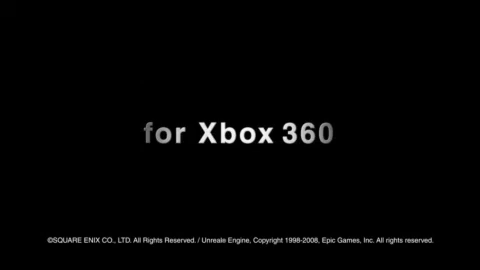 for Xbox 360
©SQUARE ENIX CO., LTD. All Rights Reserved. / Unreale Engine, Copyright 1998-2008, Epic Games, Inc. All rights reserved.